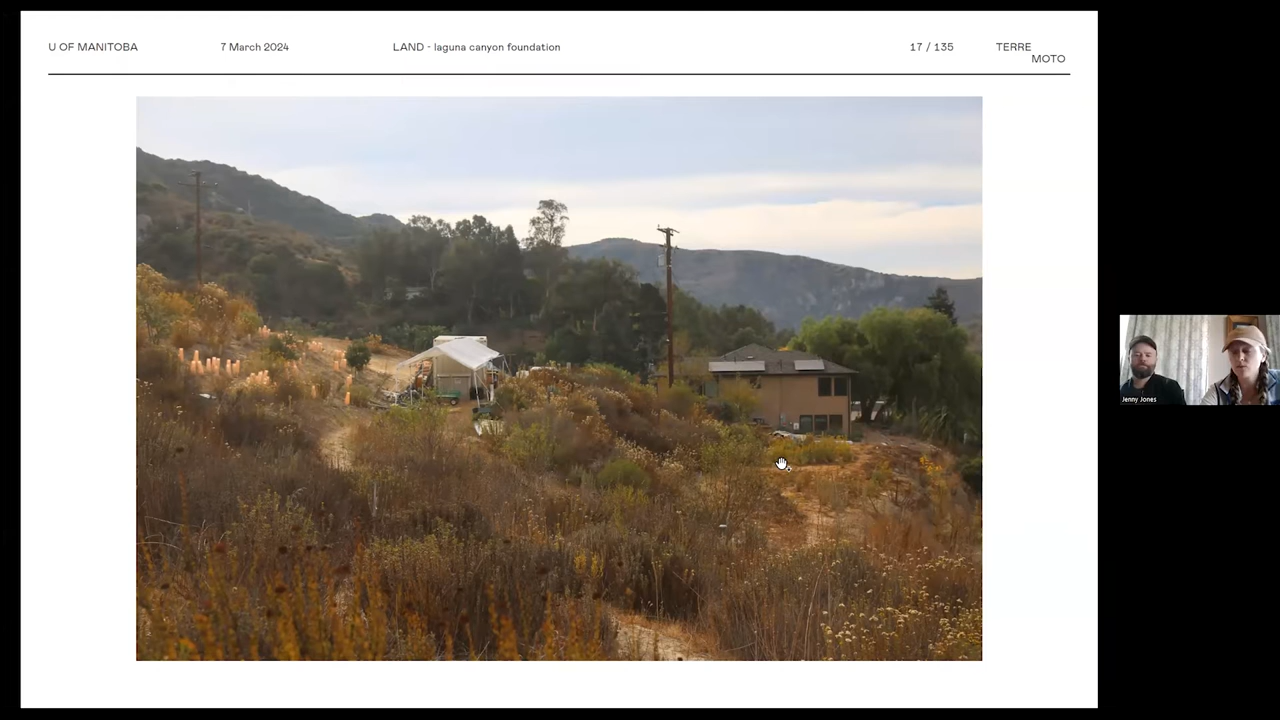 U OF MANITOBA
7 March 2024
LAND - laguna canyon foundation
17 / 135
TERRE
MOTO
Jenny Jones